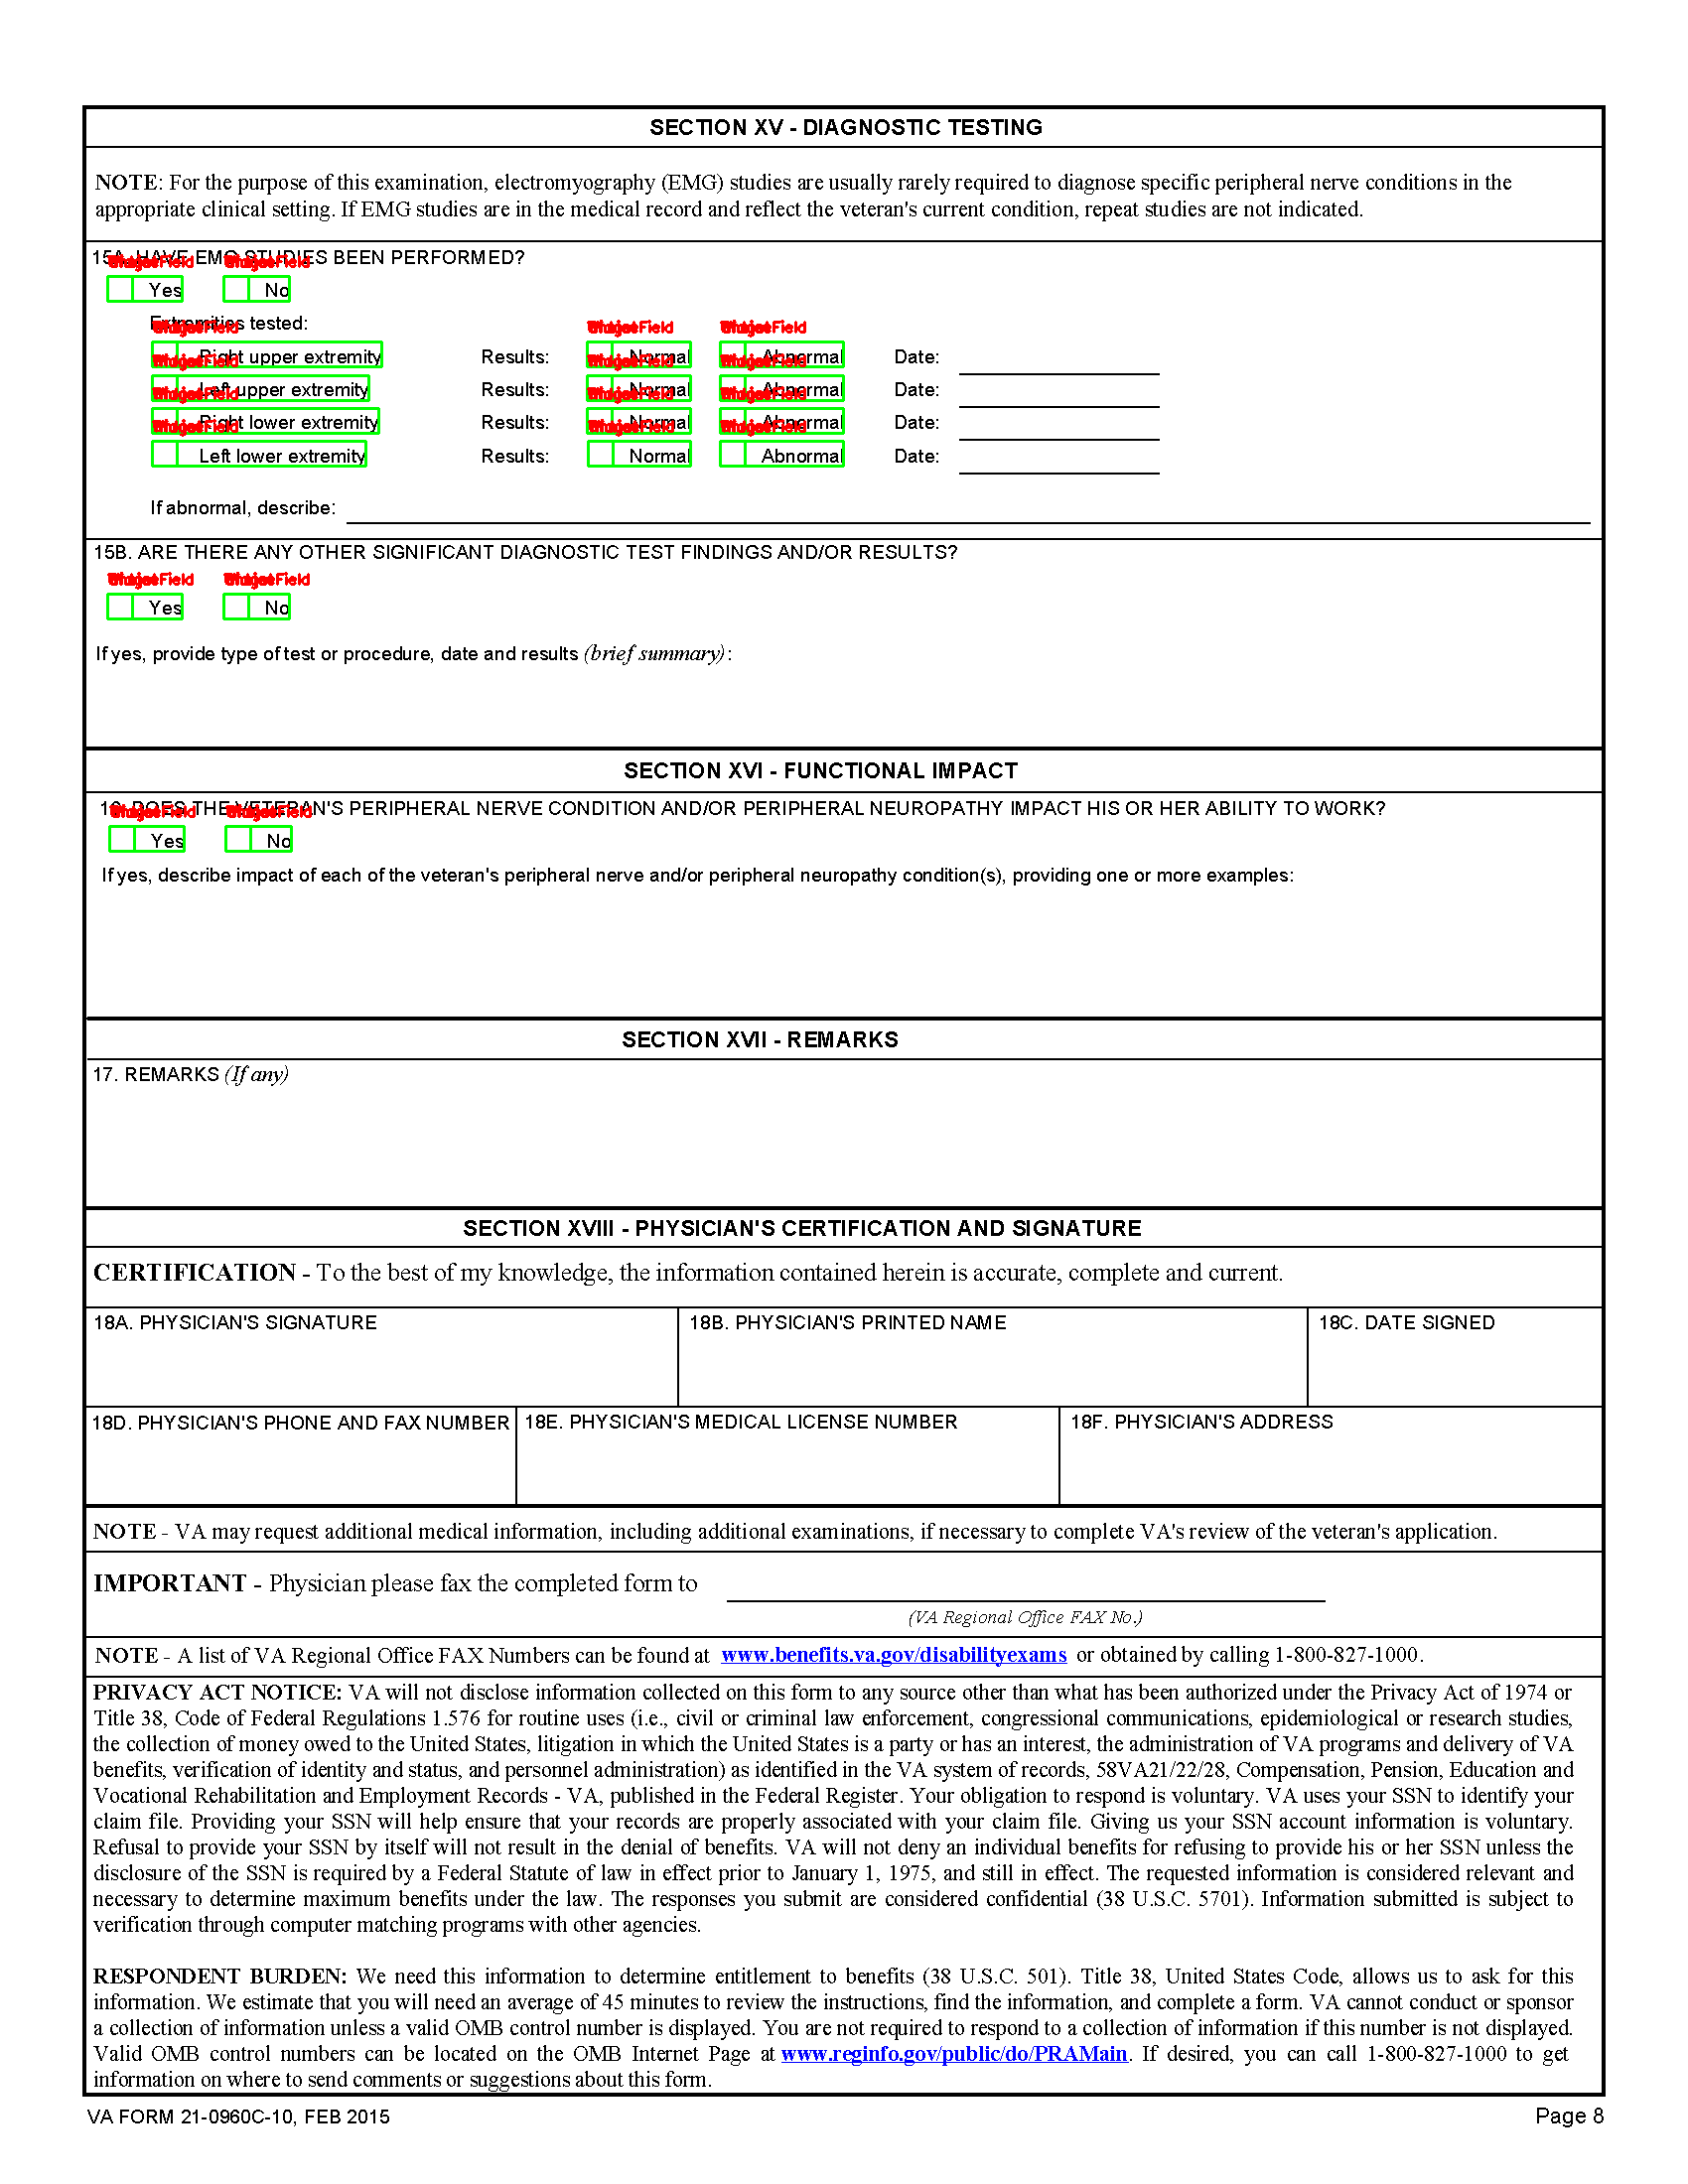 SECTION XV - DIAGNOSTIC TESTING
NOTE: For the purpose of this examination, electromyography (EMG) studies are usually rarely required to diagnose specific peripheral nerve conditions in the
appropriate clinical setting. If EMG studies are in the medical record and reflect the veteran's current condition, repeat studies are not indicated.
15A. HAVE EMG STUDIES BEEN PERFORMED?
Yes No
Extremities tested:
Right upper extremity Results: Normal Abnormal Date:
Left upper extremity Results: Normal Abnormal Date:
Right lower extremity Results: Normal Abnormal Date:
Left lower extremity Results: Normal Abnormal Date:
If abnormal, describe:
15B. ARE THERE ANY OTHER SIGNIFICANT DIAGNOSTIC TEST FINDINGS AND/OR RESULTS?
Yes No
If yes, provide type of test or procedure, date and results (brief summary):
SECTION XVI - FUNCTIONAL IMPACT
16. DOES THE VETERAN'S PERIPHERAL NERVE CONDITION AND/OR PERIPHERAL NEUROPATHY IMPACT HIS OR HER ABILITY TO WORK?
Yes No
If yes, describe impact of each of the veteran's peripheral nerve and/or peripheral neuropathy condition(s), providing one or more examples:
SECTION XVII - REMARKS
17. REMARKS (If any)
SECTION XVIII - PHYSICIAN'S CERTIFICATION AND SIGNATURE
CERTIFICATION - To the best of my knowledge, the information contained herein is accurate, complete and current.
18A. PHYSICIAN'S SIGNATURE 18B. PHYSICIAN'S PRINTED NAME 18C. DATE SIGNED
18D. PHYSICIAN'S PHONE AND FAX NUMBER 18E. PHYSICIAN'S MEDICAL LICENSE NUMBER 18F. PHYSICIAN'S ADDRESS
NOTE - VA may request additional medical information, including additional examinations, if necessary to complete VA's review of the veteran's application.
IMPORTANT - Physician please fax the completed form to
(VA Regional Office FAX No.)
NOTE - A list of VA Regional Office FAX Numbers can be found at www.benefits.va.gov/disabilityexams or obtained by calling 1-800-827-1000.
PRIVACY ACT NOTICE: VA will not disclose information collected on this form to any source other than what has been authorized under the Privacy Act of 1974 or
Title 38, Code of Federal Regulations 1.576 for routine uses (i.e., civil or criminal law enforcement, congressional communications, epidemiological or research studies,
the collection of money owed to the United States, litigation in which the United States is a party or has an interest, the administration of VA programs and delivery of VA
benefits, verification of identity and status, and personnel administration) as identified in the VA system of records, 58VA21/22/28, Compensation, Pension, Education and
Vocational Rehabilitation and Employment Records - VA, published in the Federal Register. Your obligation to respond is voluntary. VA uses your SSN to identify your
claim file. Providing your SSN will help ensure that your records are properly associated with your claim file. Giving us your SSN account information is voluntary.
Refusal to provide your SSN by itself will not result in the denial of benefits. VA will not deny an individual benefits for refusing to provide his or her SSN unless the
disclosure of the SSN is required by a Federal Statute of law in effect prior to January 1, 1975, and still in effect. The requested information is considered relevant and
necessary to determine maximum benefits under the law. The responses you submit are considered confidential (38 U.S.C. 5701). Information submitted is subject to
verification through computer matching programs with other agencies.
RESPONDENT BURDEN: We need this information to determine entitlement to benefits (38 U.S.C. 501). Title 38, United States Code, allows us to ask for this
information. We estimate that you will need an average of 45 minutes to review the instructions, find the information, and complete a form. VA cannot conduct or sponsor
a collection of information unless a valid OMB control number is displayed. You are not required to respond to a collection of information if this number is not displayed.
Valid OMB control numbers can be located on the OMB Internet Page at www.reginfo.gov/public/do/PRAMain. If desired, you can call 1-800-827-1000 to get
information on where to send comments or suggestions about this form.
VA FORM 21-0960C-10, FEB 2015 Page 8